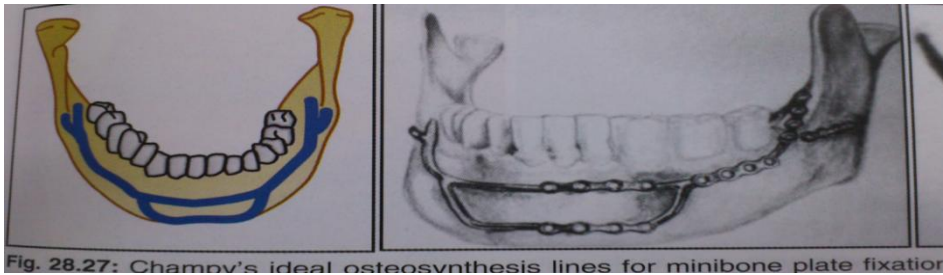 Fig. 28.27: Champy's ideal osteosynthesis lines for minibone plate fixation